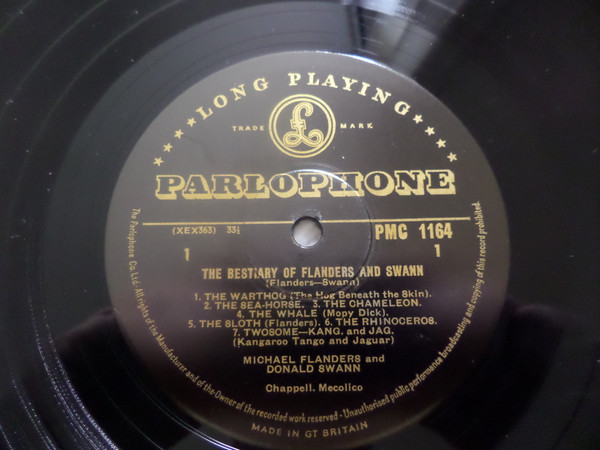 LONG PLAYING
TRADE £ MARK
PARLOPHONE
(XEX363) 33⅓ PMC 1164
1 1
THE BESTIARY OF FLANDERS AND SWANN
(Flanders—Swann)
1. THE WARTHOG (The Hog Beneath the Skin).
2. THE SEA-HORSE. 3. THE CHAMELEON.
4. THE WHALE (Mopy Dick).
5. THE SLOTH (Flanders). 6. THE RHINOCEROS.
7. TWOSOME—KANG. and JAG.
(Kangaroo Tango and Jaguar)
MICHAEL FLANDERS and
DONALD SWANN
Chappell. Mecolico
The Parlophone Co. Ltd. All rights of the Manufacturer and of the Owner of the recorded work reserved - Unauthorised public performance broadcasting and copying of this record prohibited.
MADE IN GT BRITAIN